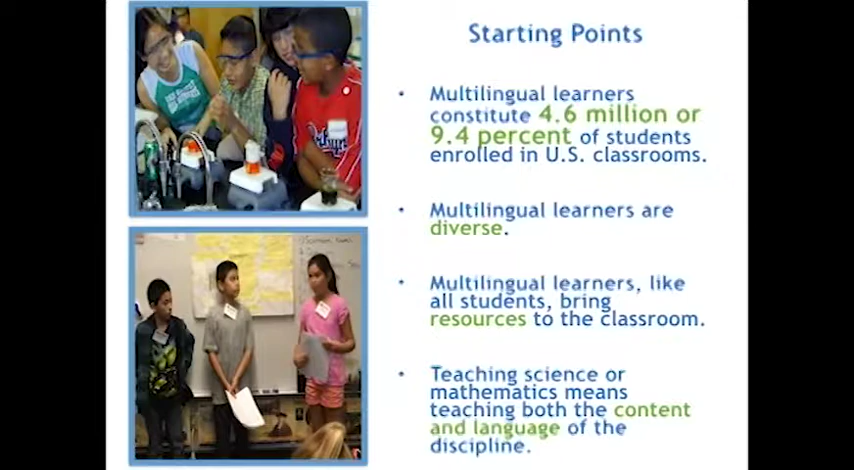 Starting Points
• Multilingual learners
constitute 4.6 million or
9.4 percent of students
enrolled in U.S. classrooms.
• Multilingual learners are
diverse.
• Multilingual learners, like
all students, bring
resources to the classroom.
• Teaching science or
mathematics means
teaching both the content
and language of the
discipline.